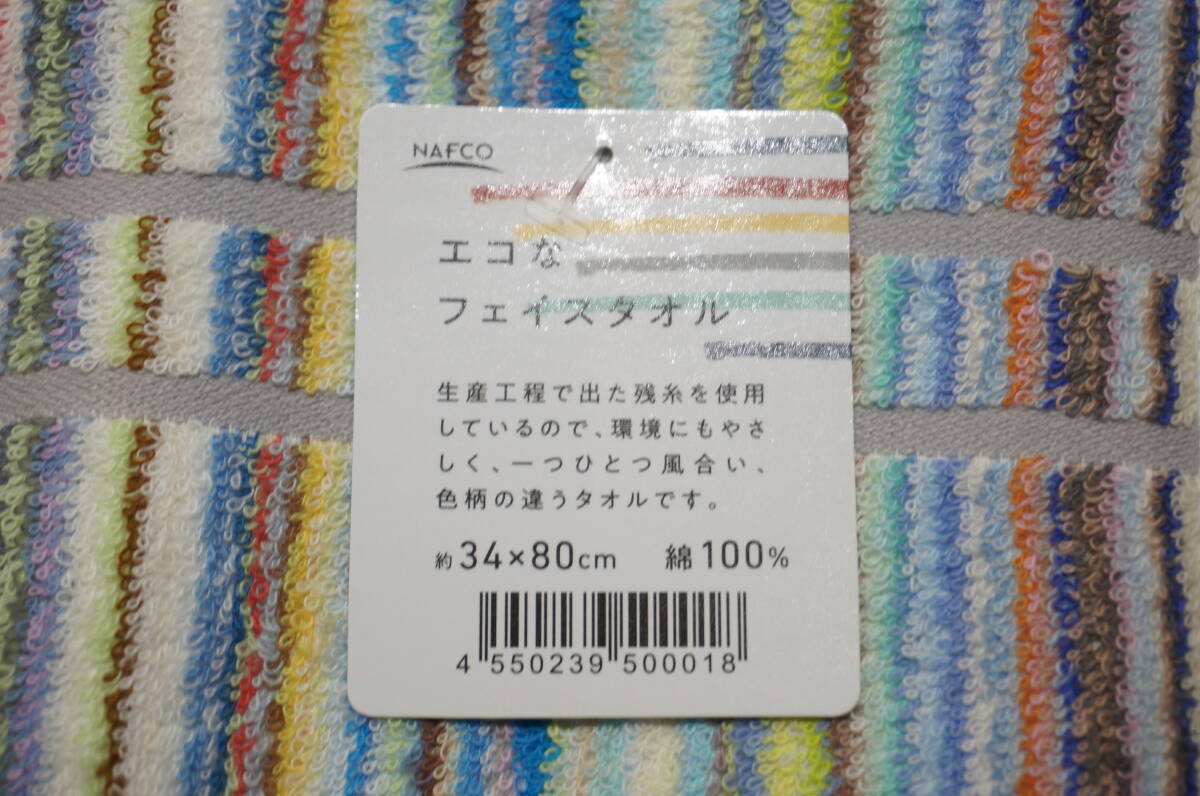 NAFCO
エコな
フェイスタオル
生産工程で出た残糸を使用
しているので、環境にもやさ
しく、一つひとつ風合い、
色柄の違うタオルです。
約34×80cm 綿100%
4 550239 500018